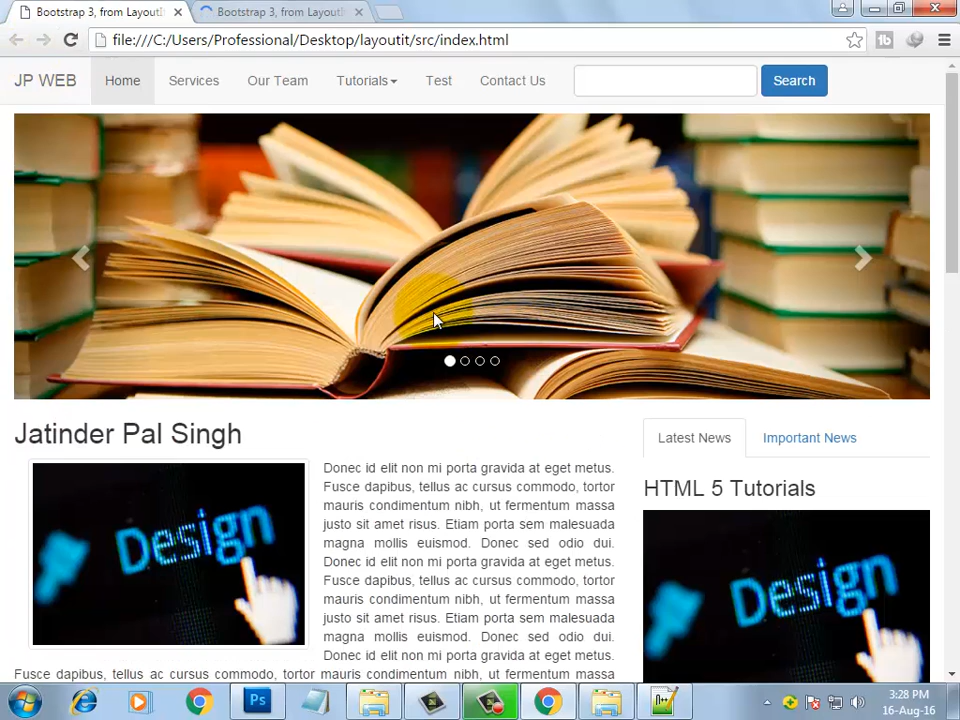 Bootstrap 3, from LayoutI
Bootstrap 3, from LayoutI
file:///C:/Users/Professional/Desktop/layoutit/src/index.html
JP WEB Home Services Our Team Tutorials Test Contact Us Search
Jatinder Pal Singh
Design
Donec id elit non mi porta gravida at eget metus.
Fusce dapibus, tellus ac cursus commodo, tortor
mauris condimentum nibh, ut fermentum massa
justo sit amet risus. Etiam porta sem malesuada
magna mollis euismod. Donec sed odio dui.
Donec id elit non mi porta gravida at eget metus.
Fusce dapibus, tellus ac cursus commodo, tortor
mauris condimentum nibh, ut fermentum massa
justo sit amet risus. Etiam porta sem malesuada
magna mollis euismod. Donec sed odio dui.
Donec id elit non mi porta gravida at eget metus.
Fusce dapibus, tellus ac cursus commodo, tortor mauris condimentum nibh, ut fermentum massa
Latest News Important News
HTML 5 Tutorials
Design
Ps
3:28 PM
16-Aug-16